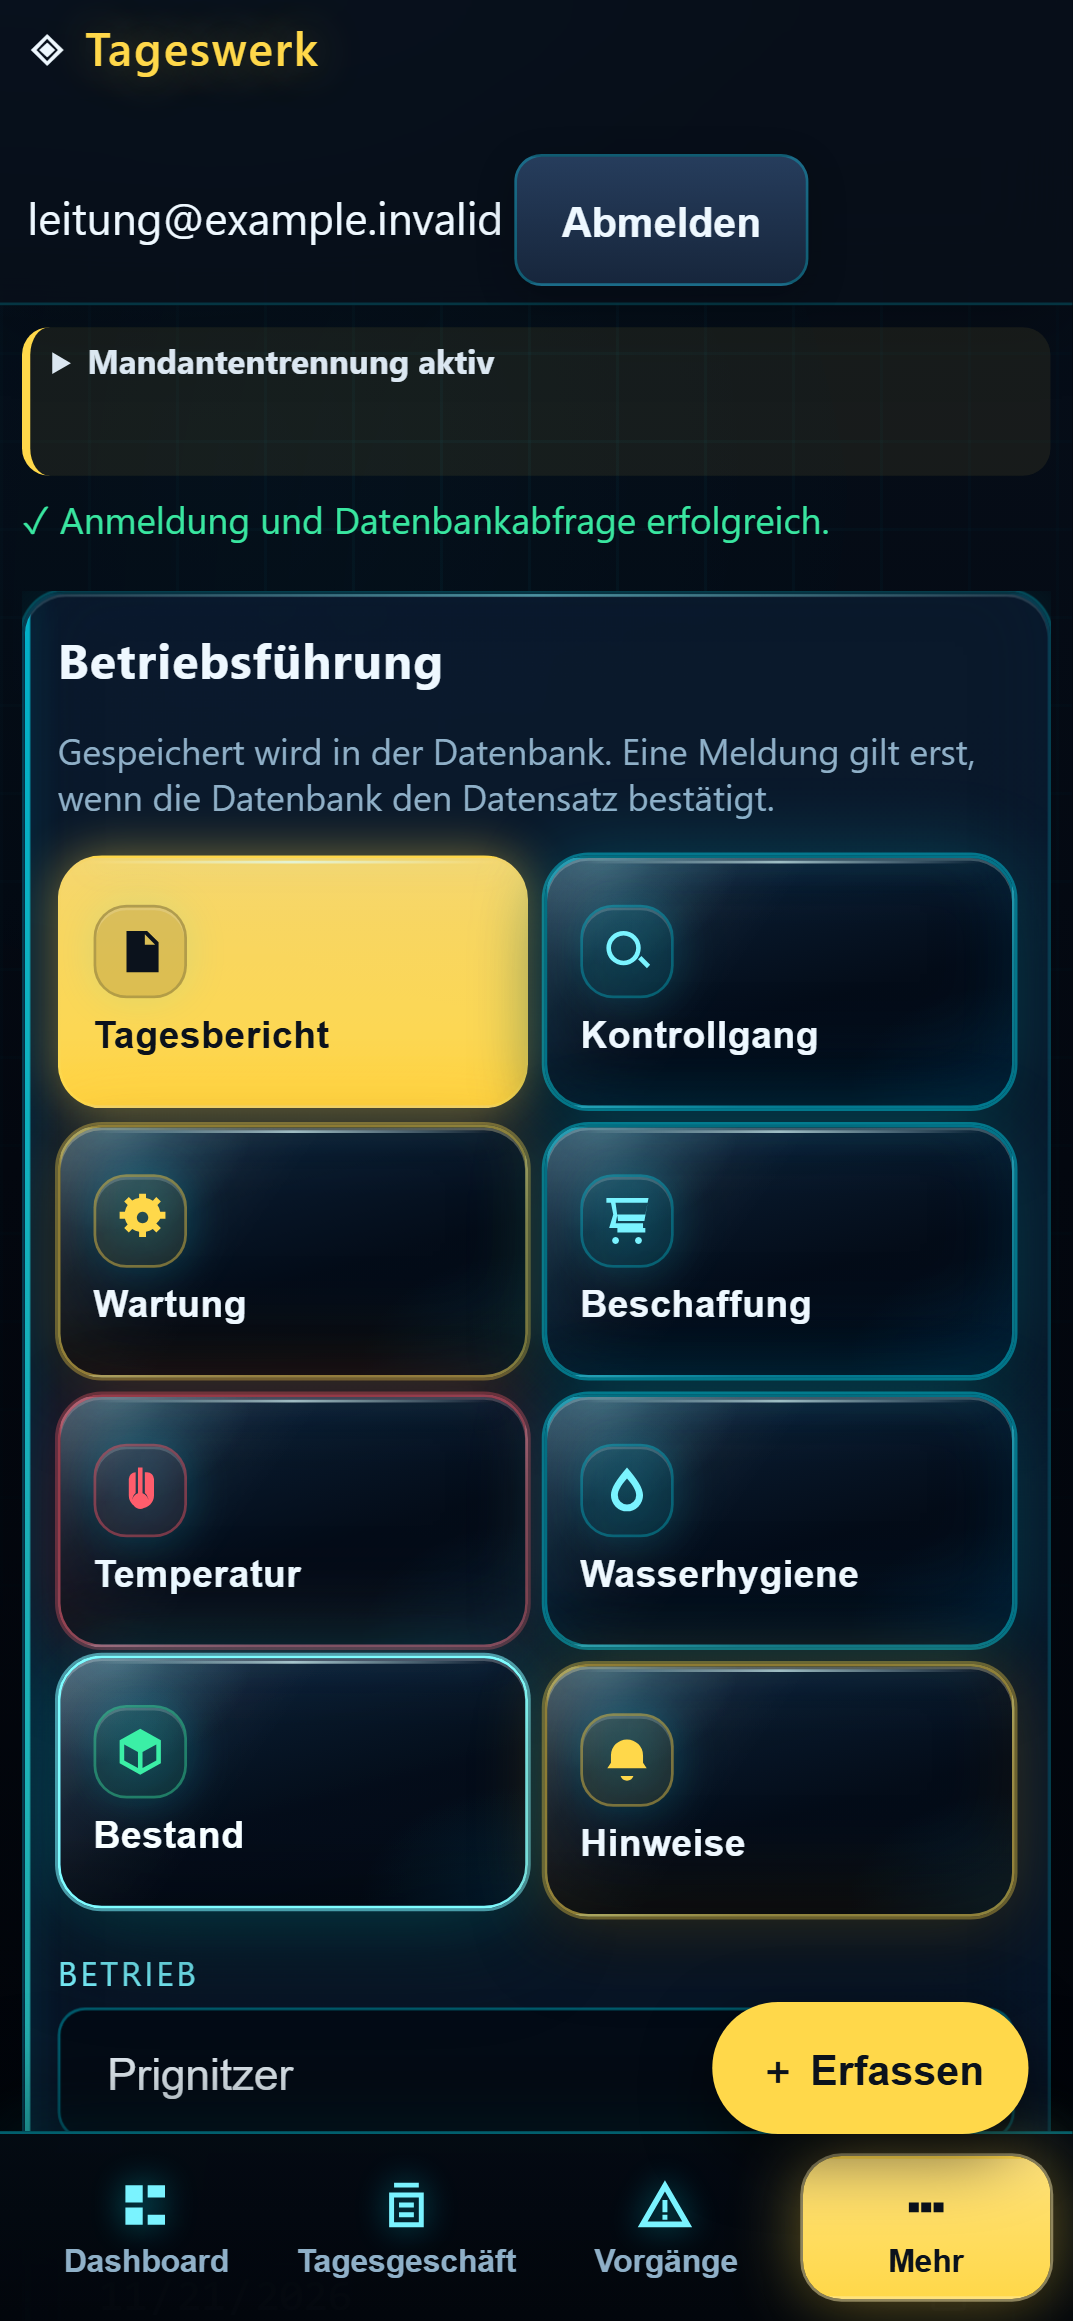 Tageswerk
leitung@example.invalid
Abmelden
▶ Mandantentrennung aktiv
✓ Anmeldung und Datenbankabfrage erfolgreich.
Betriebsführung
Gespeichert wird in der Datenbank. Eine Meldung gilt erst,
wenn die Datenbank den Datensatz bestätigt.
Tagesbericht
Kontrollgang
Wartung
Beschaffung
Temperatur
Wasserhygiene
Bestand
Hinweise
BETRIEB
Prignitzer
+ Erfassen
Dashboard
Tagesgeschäft
Vorgänge
Mehr